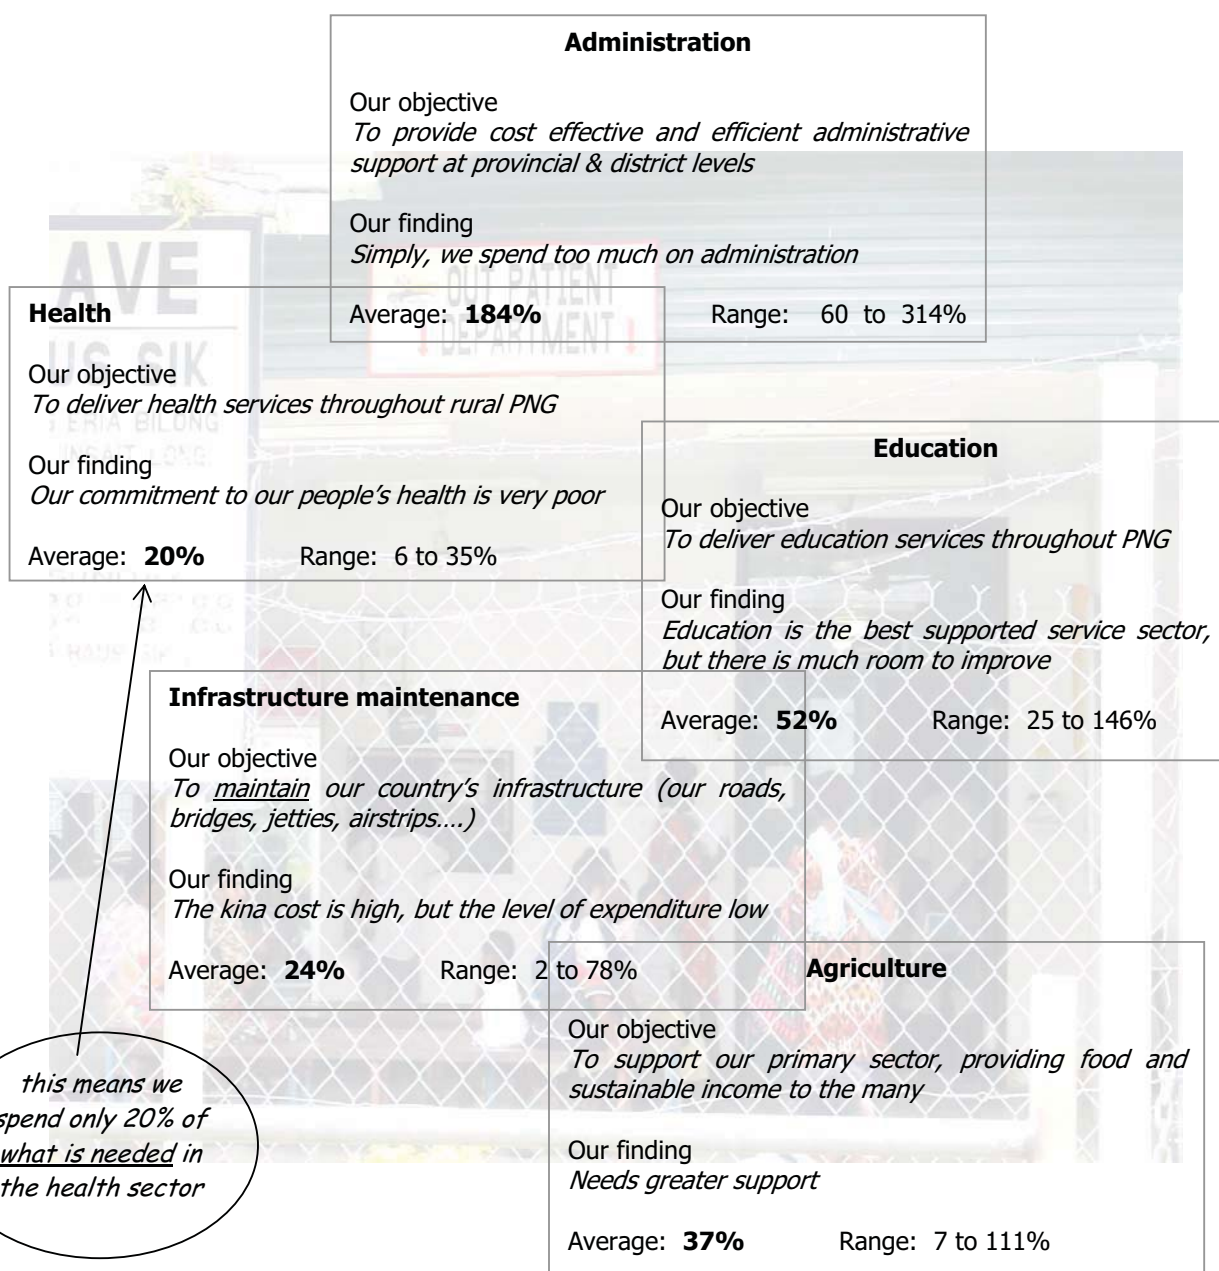 Administration
Our objective
To provide cost effective and efficient administrative
support at provincial & district levels
Our finding
Simply, we spend too much on administration
Average: 184% Range: 60 to 314%
AVE
OUT PATIENT
DEPARTMENT
Health
Our objective
To deliver health services throughout rural PNG
Our finding
Our commitment to our people's health is very poor
Average: 20% Range: 6 to 35%
Education
Our objective
To deliver education services throughout PNG
Our finding
Education is the best supported service sector,
but there is much room to improve
Average: 52% Range: 25 to 146%
Infrastructure maintenance
Our objective
To maintain our country's infrastructure (our roads,
bridges, jetties, airstrips….)
Our finding
The kina cost is high, but the level of expenditure low
Average: 24% Range: 2 to 78%
Agriculture
Our objective
To support our primary sector, providing food and
sustainable income to the many
Our finding
Needs greater support
Average: 37% Range: 7 to 111%
this means we
spend only 20% of
what is needed in
the health sector